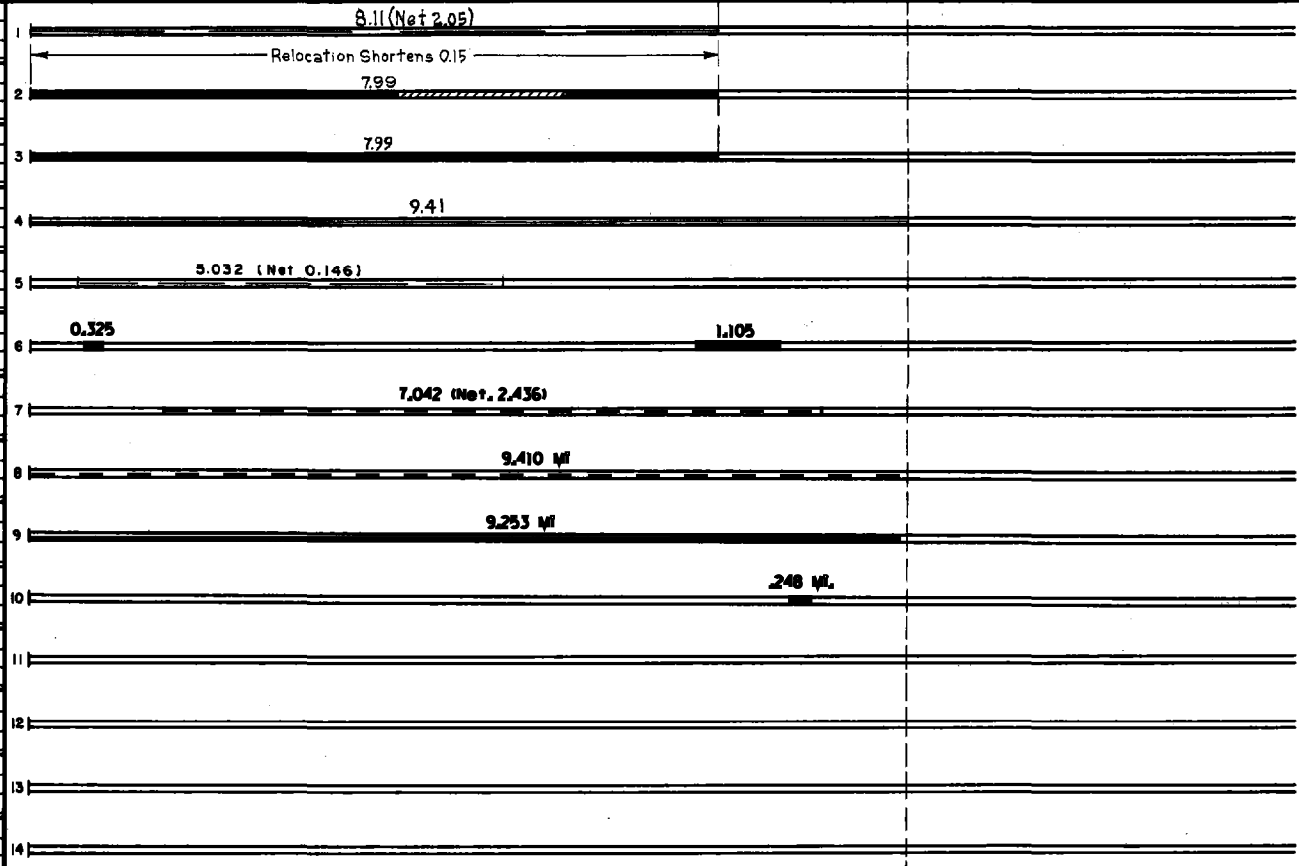 8.11 (Net 2.05)
1
Relocation Shortens 0.15
7.99
2
7.99
3
9.41
4
5.032 (Net 0.146)
5
0.325 1.105
6
7.042 (Net. 2.436)
7
9.410 MI
8
9.253 MI
9
.248 MI.
10
11
12
13
14